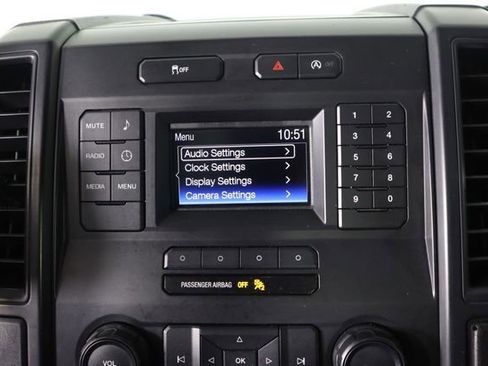 OFF
OFF
MUTE
RADIO
MEDIA MENU
Menu 10:51
Audio Settings
Clock Settings
Display Settings
Camera Settings
1 2
3 4
5 6
7 8
9 0
PASSENGER AIRBAG OFF
VOL
OK